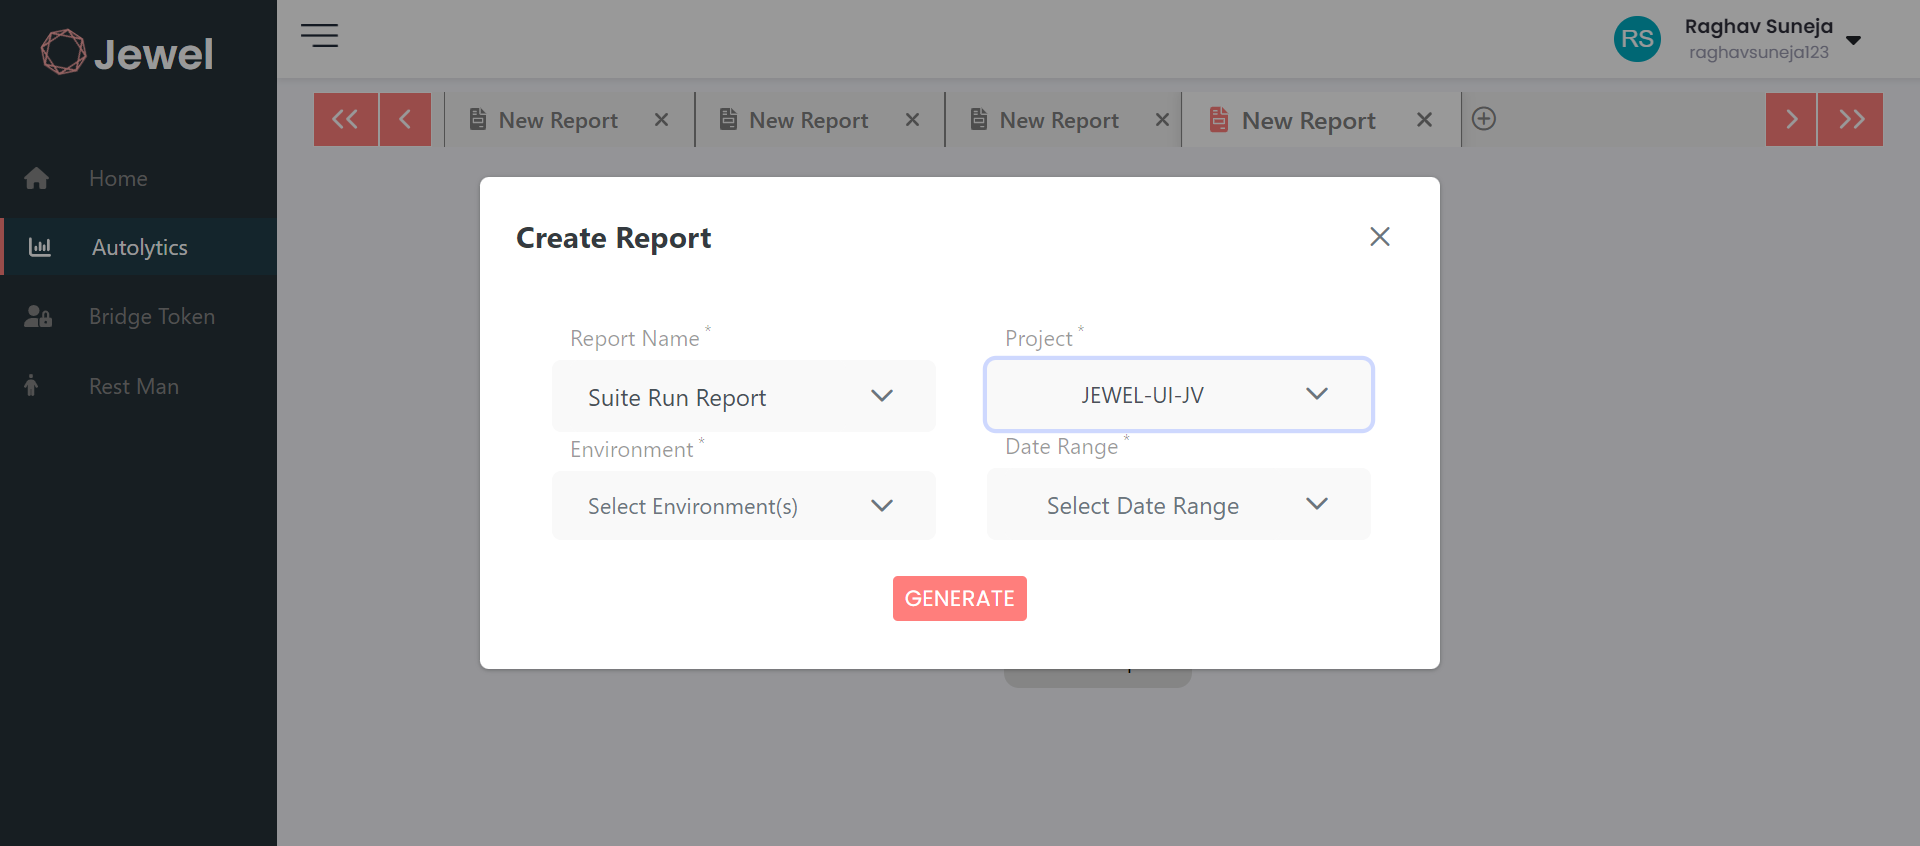 Jewel
Raghav Suneja
raghavsuneja123
RS
New Report
New Report
New Report
New Report
Home
Autolytics
Bridge Token
Rest Man
Create Report
Report Name *
Project *
Suite Run Report
JEWEL-UI-JV
Environment *
Date Range *
Select Environment(s)
Select Date Range
GENERATE